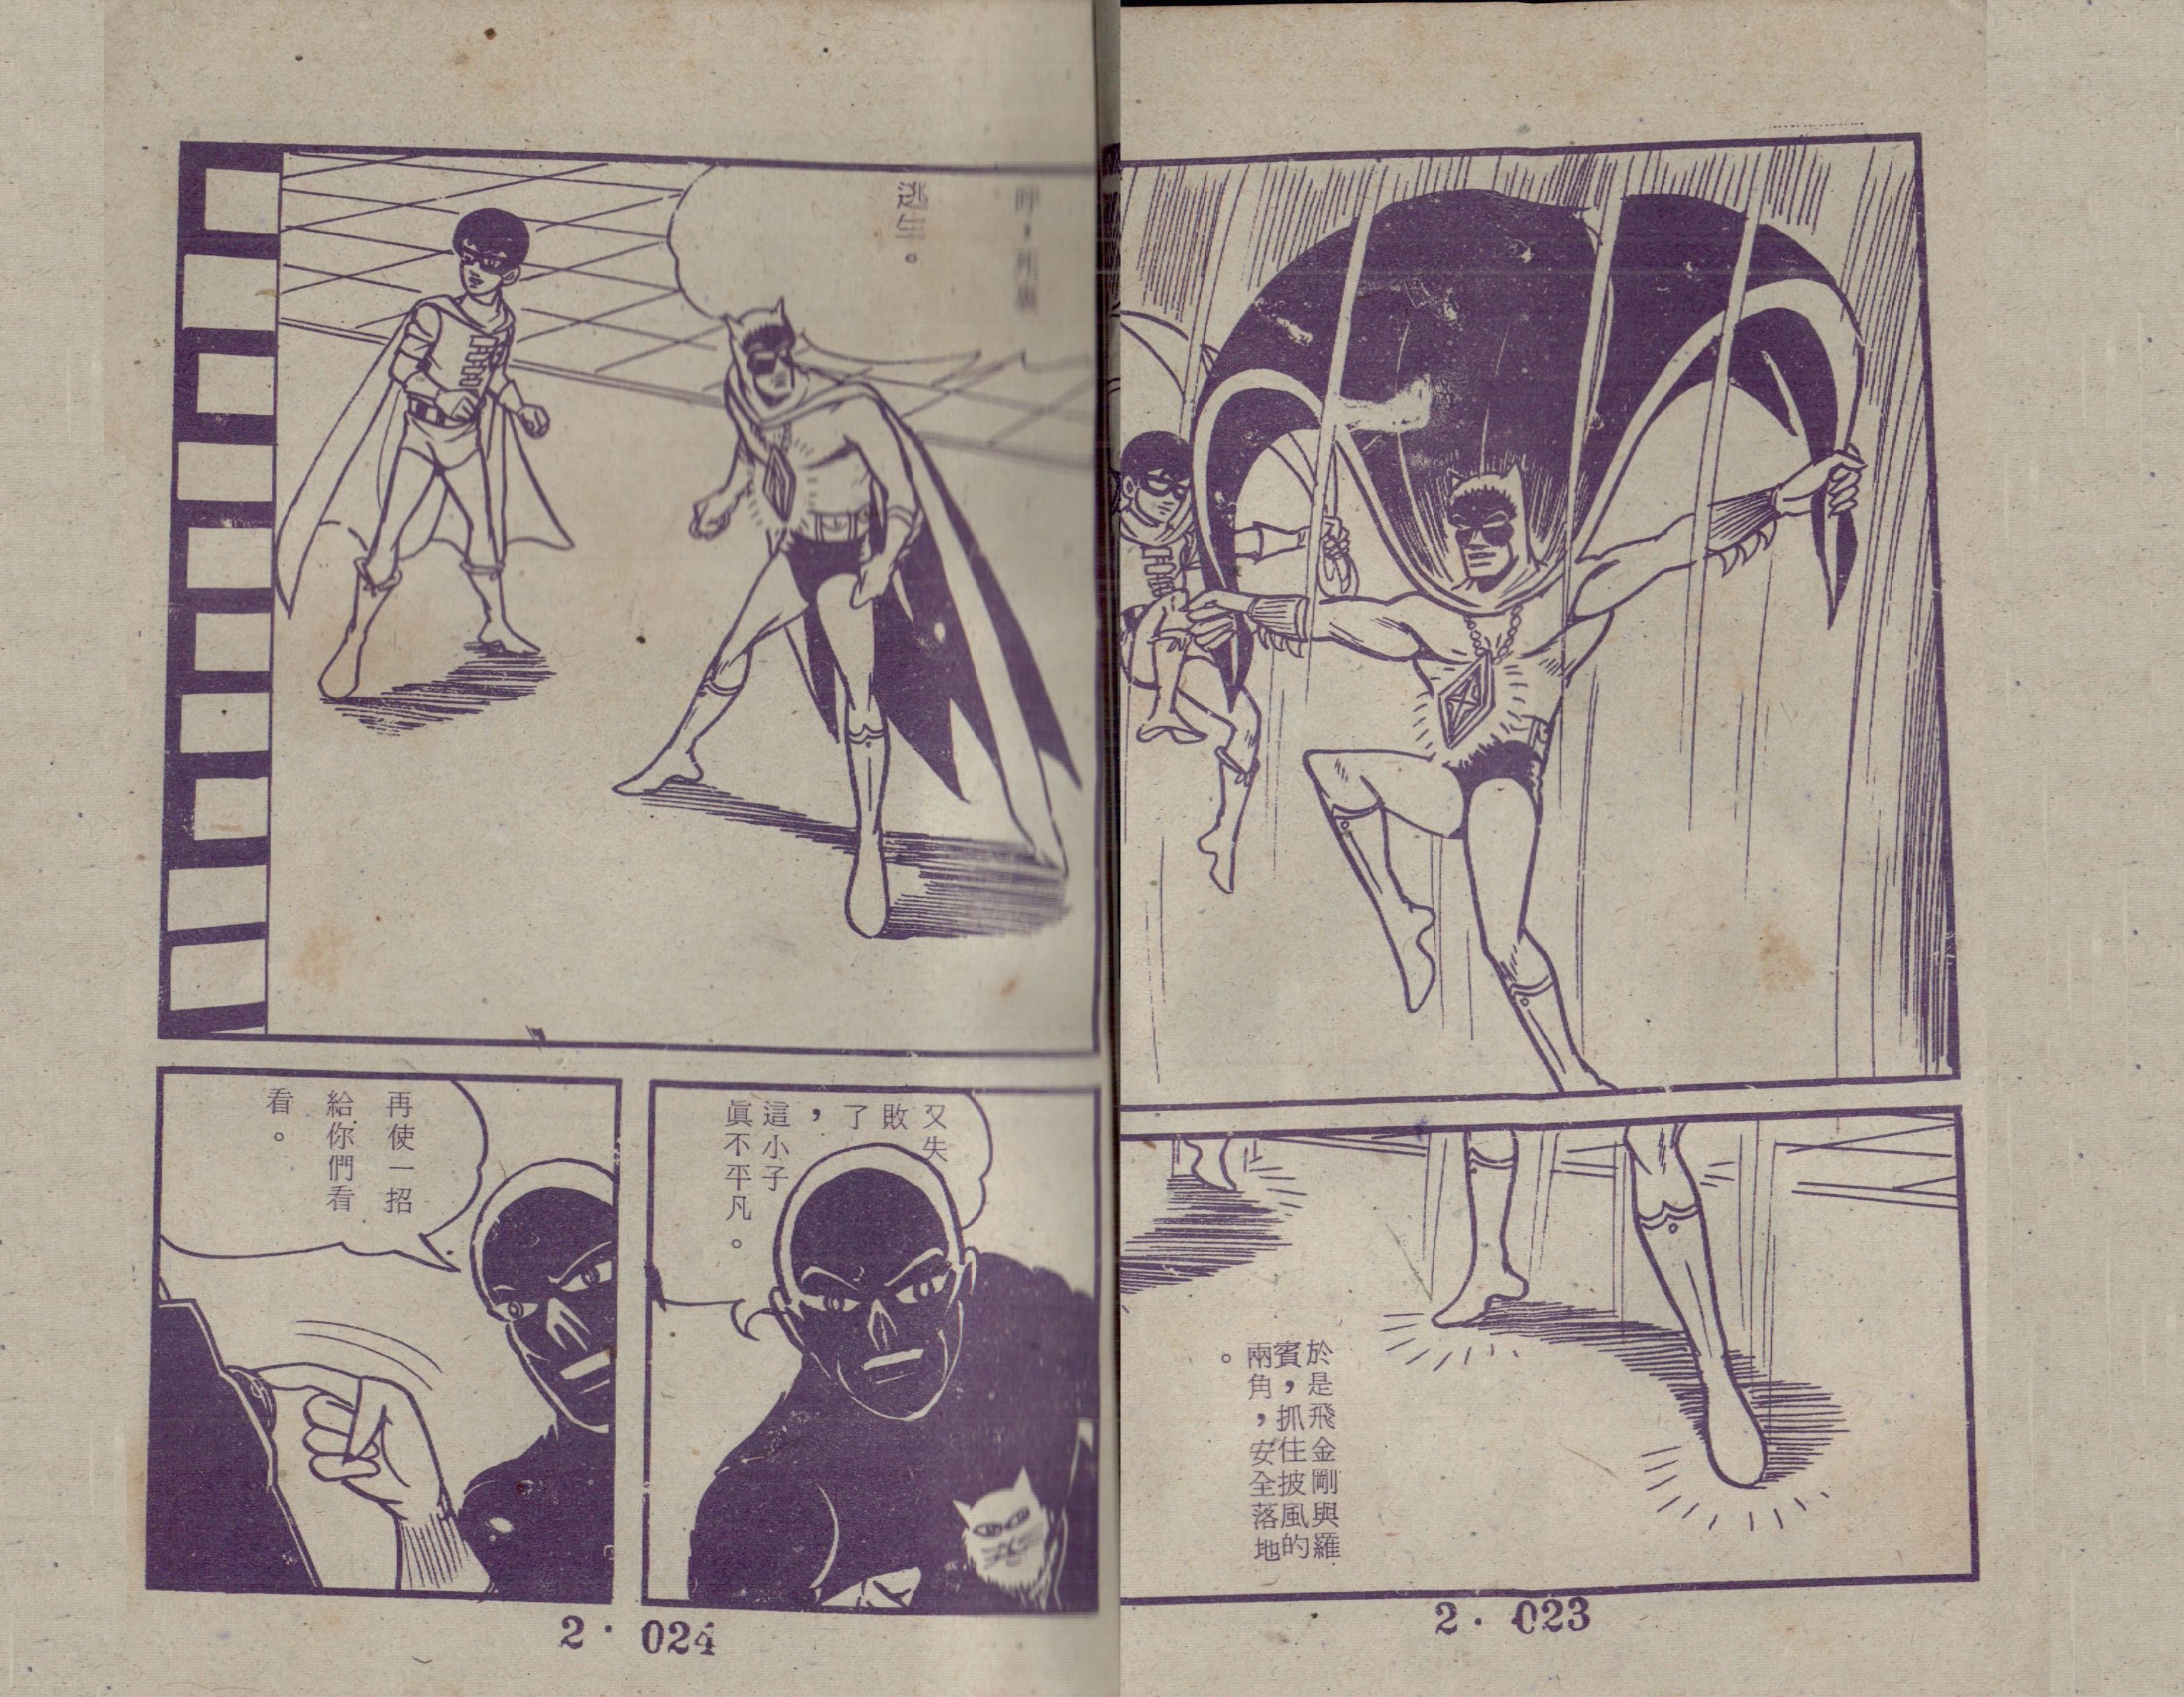 於是飛金剛與羅
賓，抓住披風的
兩角，安全落地
。
2·023
逃生。
又失
敗
了
，
這小子
眞不平凡。
再使一招
給你們看
看。
2·024